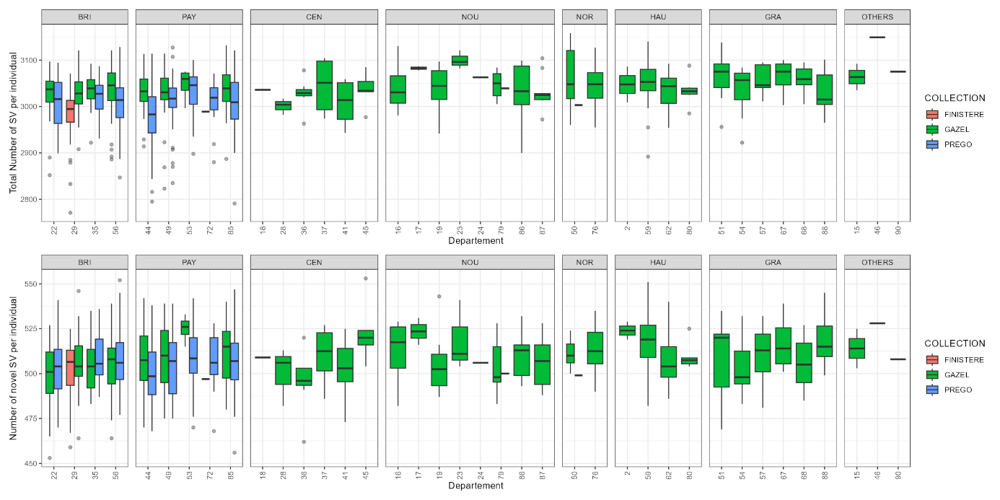 BRI PAY CEN NOU NOR HAU GRA OTHERS
Total Number of SV per individual
3100
3000
2900
2800
22 29 35 56 44 49 53 72 85 18 28 36 37 41 45 16 17 19 23 24 79 86 87 50 76 2 59 62 80 51 54 57 67 68 88 15 46 90
Departement
COLLECTION
FINISTERE
GAZEL
PREGO
BRI PAY CEN NOU NOR HAU GRA OTHERS
Number of novel SV per individual
550
525
500
475
450
22 29 35 56 44 49 53 72 85 18 28 36 37 41 45 16 17 19 23 24 79 86 87 50 76 2 59 62 80 51 54 57 67 68 88 15 46 90
Departement
COLLECTION
FINISTERE
GAZEL
PREGO